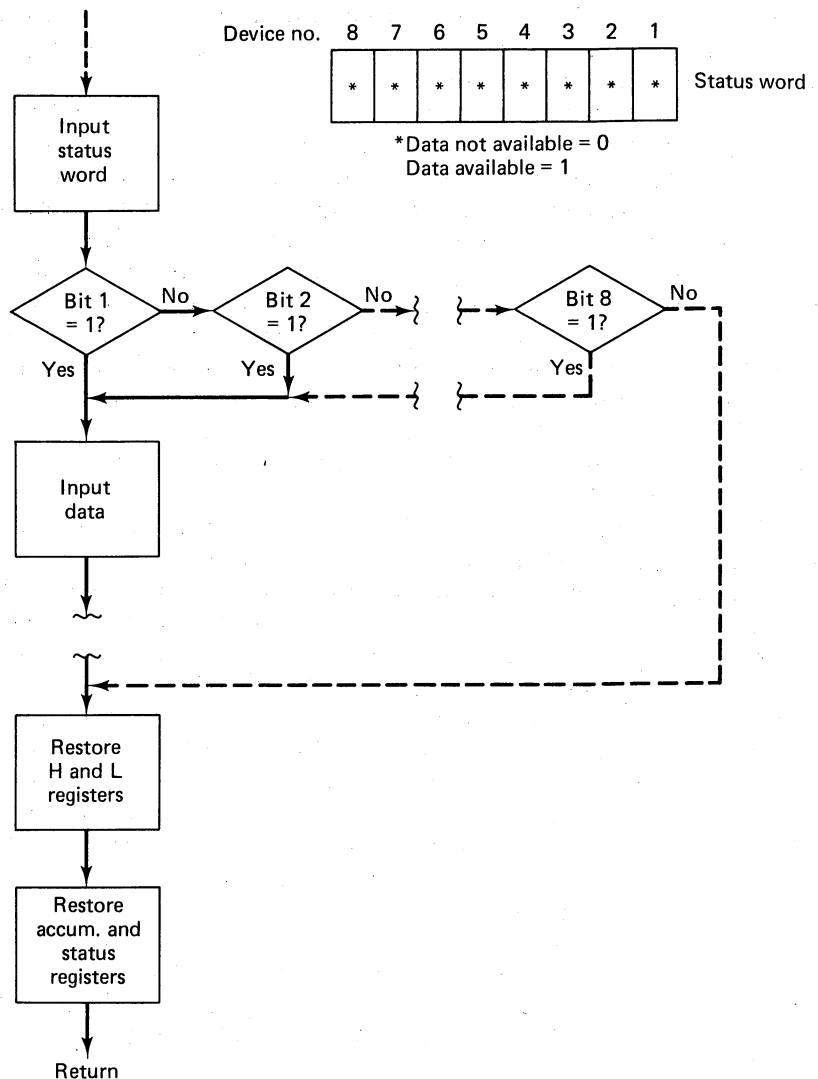 Device no. 8 7 6 5 4 3 2 1
* * * * * * * *
Status word
*Data not available = 0
Data available = 1
Input
status
word
Bit 1
= 1?
No
Yes
Bit 2
= 1?
No
Yes
Bit 8
= 1?
No
Yes
Input
data
Restore
H and L
registers
Restore
accum. and
status
registers
Return